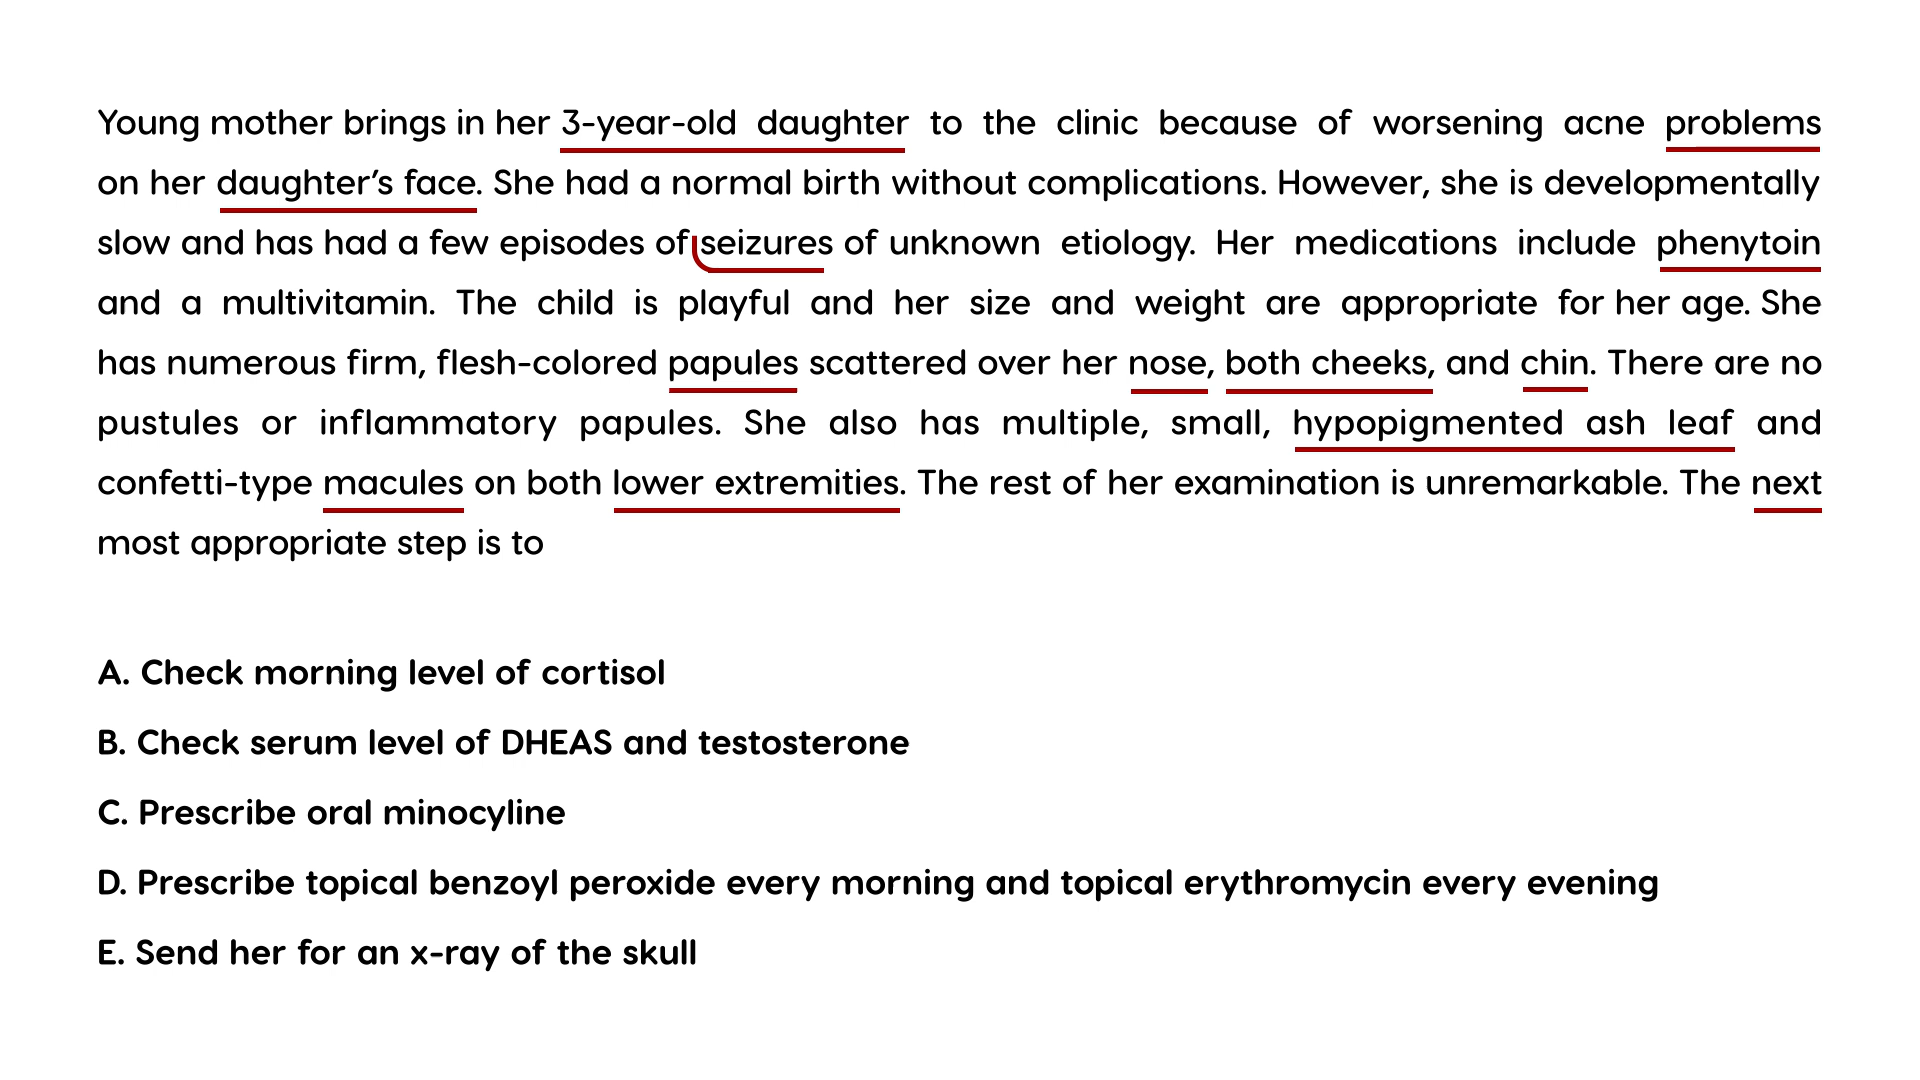 Young mother brings in her 3-year-old daughter to the clinic because of worsening acne problems
on her daughter's face. She had a normal birth without complications. However, she is developmentally
slow and has had a few episodes of seizures of unknown etiology. Her medications include phenytoin
and a multivitamin. The child is playful and her size and weight are appropriate for her age. She
has numerous firm, flesh-colored papules scattered over her nose, both cheeks, and chin. There are no
pustules or inflammatory papules. She also has multiple, small, hypopigmented ash leaf and
confetti-type macules on both lower extremities. The rest of her examination is unremarkable. The next
most appropriate step is to
A. Check morning level of cortisol
B. Check serum level of DHEAS and testosterone
C. Prescribe oral minocyline
D. Prescribe topical benzoyl peroxide every morning and topical erythromycin every evening
E. Send her for an x-ray of the skull